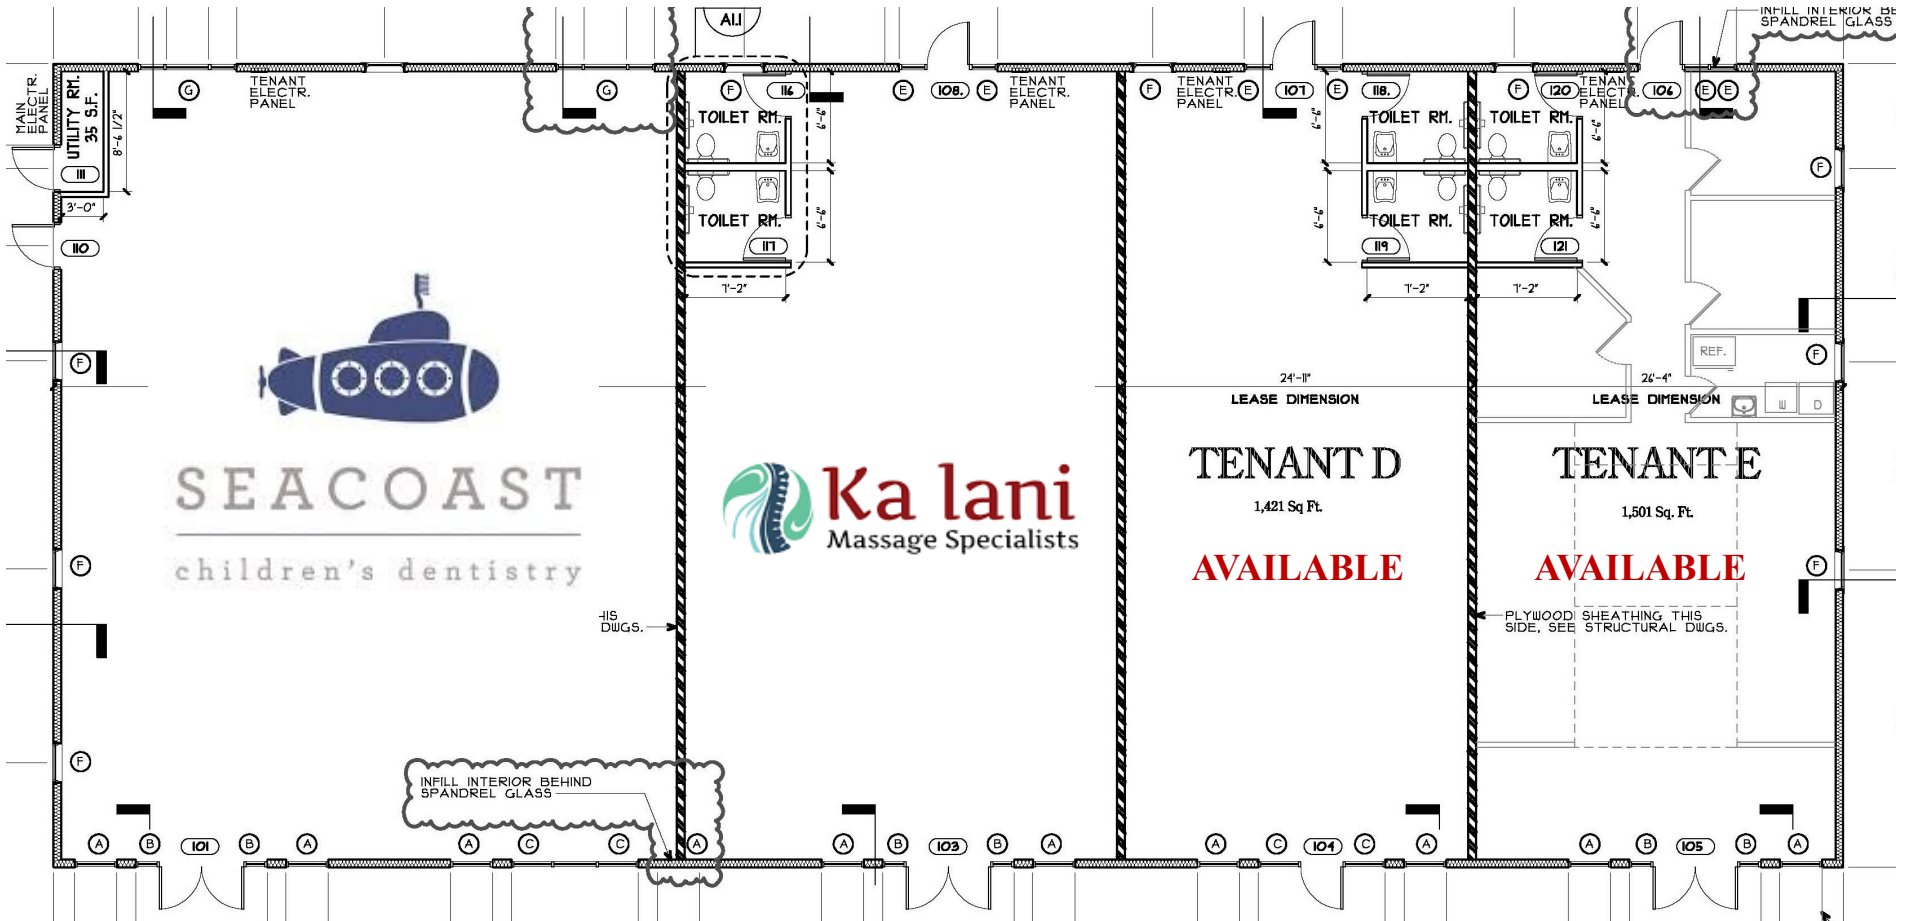 A1.1
INFILL INTERIOR BE
SPANDREL GLASS
MAIN
ELECTR.
PANEL
UTILITY RM.
35 S.F.
111
8'-6 1/2"
3'-0"
110
G
TENANT
ELECTR.
PANEL
G
F
116
TOILET RM.
6'-6"
TOILET RM.
117
6'-6"
7'-2"
E
108.
E
TENANT
ELECTR.
PANEL
F
TENANT
ELECTR.
PANEL
E
107
E
118.
TOILET RM.
6'-6"
TOILET RM.
119
6'-6"
7'-2"
F
120
TOILET RM.
6'-6"
TOILET RM.
121
6'-6"
7'-2"
TENANT
ELECTR.
PANEL
106
E
E
F
F
REF.
W
D
F
24'-11"
LEASE DIMENSION
26'-4"
LEASE DIMENSION
SEACOAST
children's dentistry
Ka lani
Massage Specialists
TENANT D
1,421 Sq Ft.
AVAILABLE
TENANT E
1,501 Sq. Ft.
AVAILABLE
F
F
F
HIS
DWGS.
PLYWOOD SHEATHING THIS
SIDE, SEE STRUCTURAL DWGS.
INFILL INTERIOR BEHIND
SPANDREL GLASS
A
B
101
B
A
A
C
C
A
A
B
103
B
A
A
C
104
C
A
A
B
105
B
A